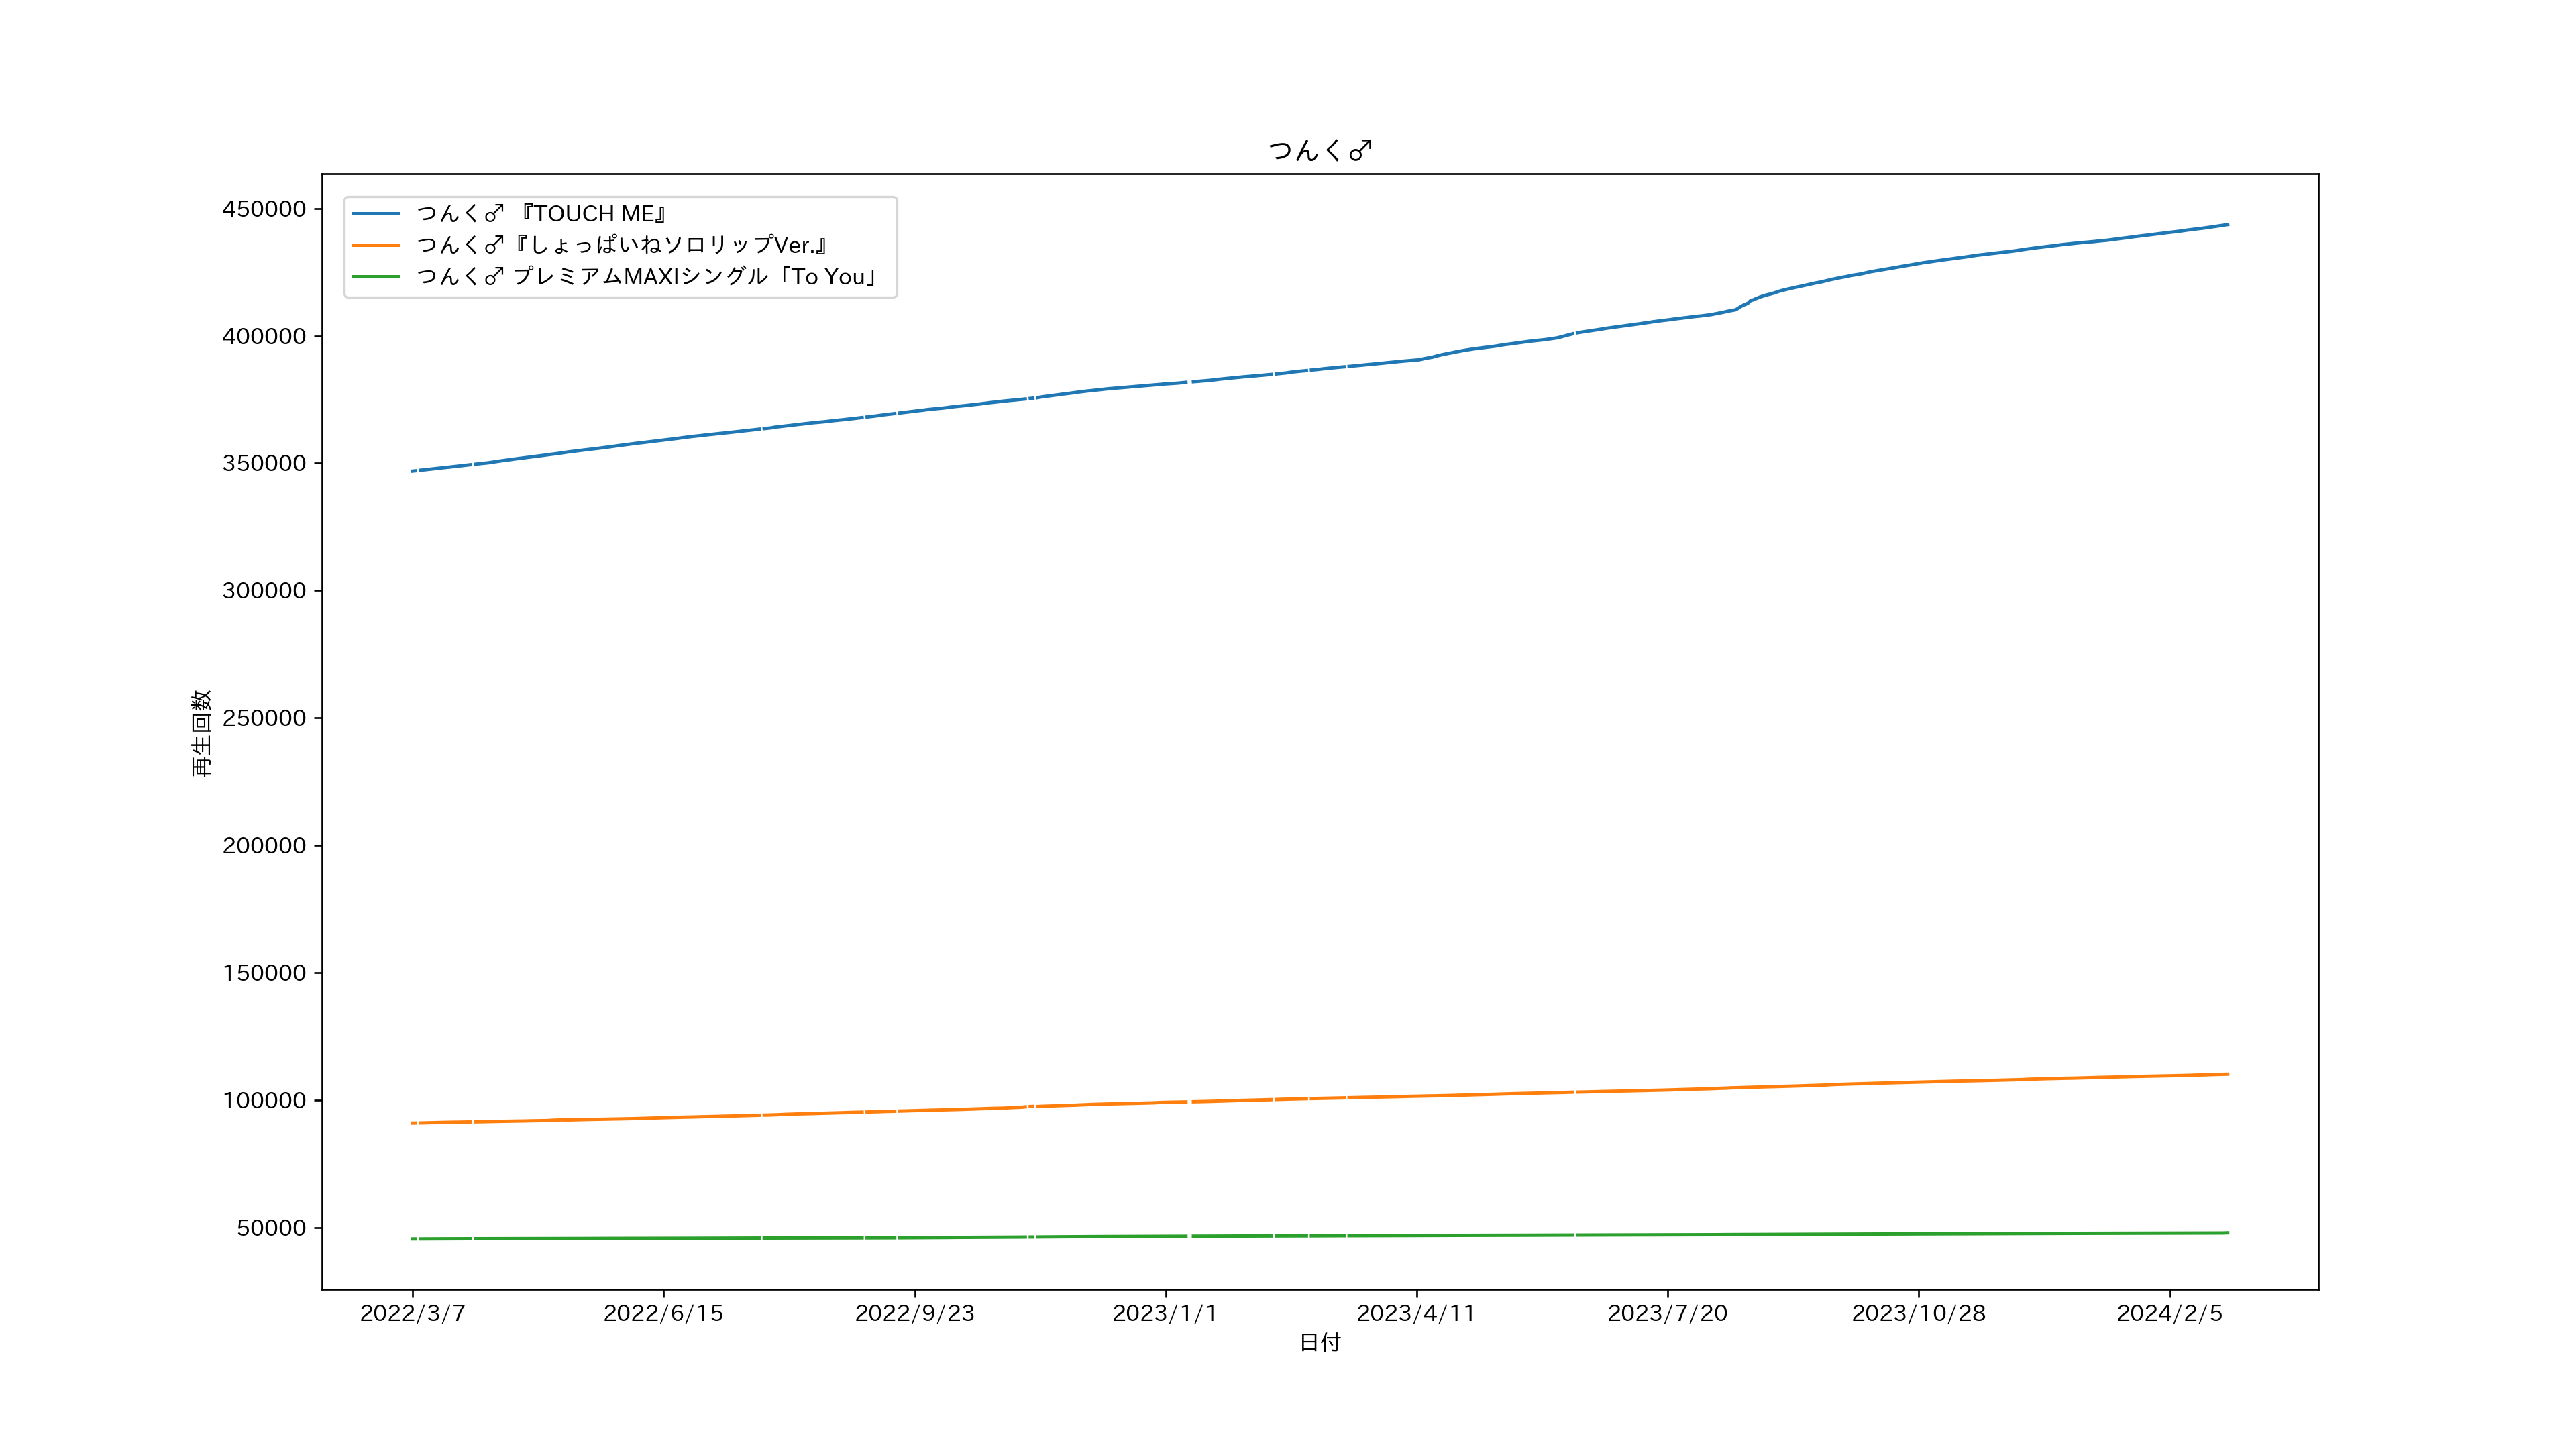 つんく♂
つんく♂ 『TOUCH ME』
つんく♂『しょっぱいねソロリップVer.』
つんく♂ プレミアムMAXIシングル「To You」
450000
400000
350000
300000
250000
200000
150000
100000
50000
再生回数
2022/3/7 2022/6/15 2022/9/23 2023/1/1 2023/4/11 2023/7/20 2023/10/28 2024/2/5
日付